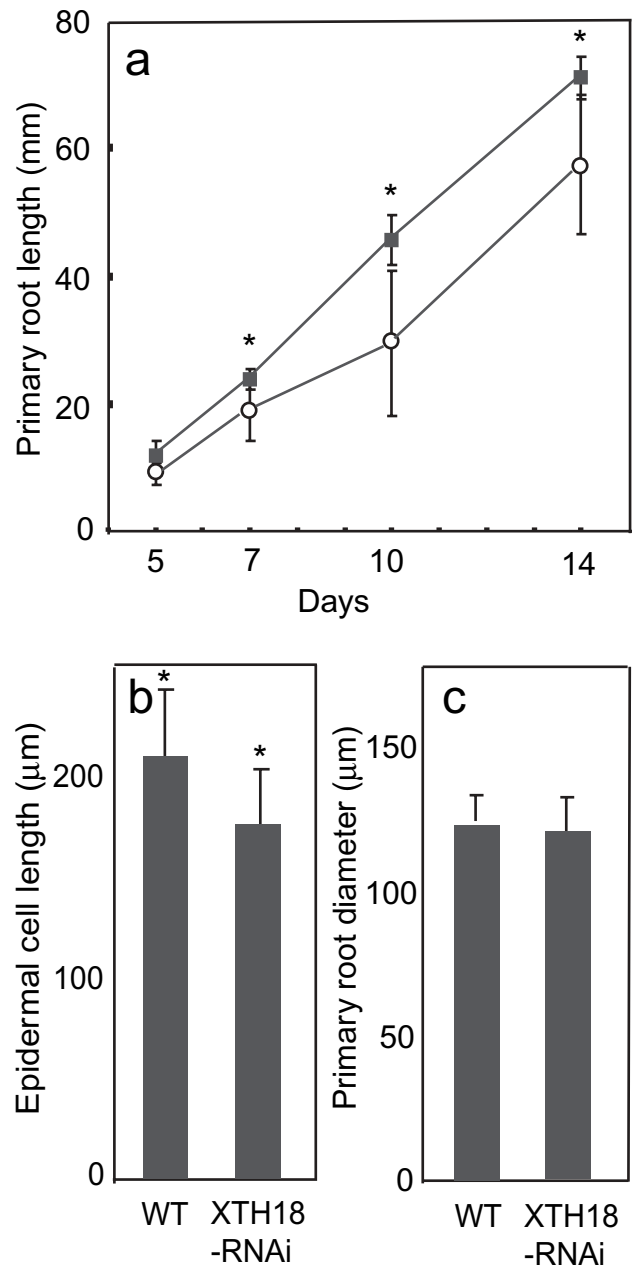 80
a
*
60
Primary root length (mm)
*
40
*
20
0
5 7 10 14
Days
b
*
*
200
Epidermal cell length (μm)
100
0
WT XTH18
-RNAi
c
150
Primary root diameter (μm)
100
50
0
WT XTH18
-RNAi